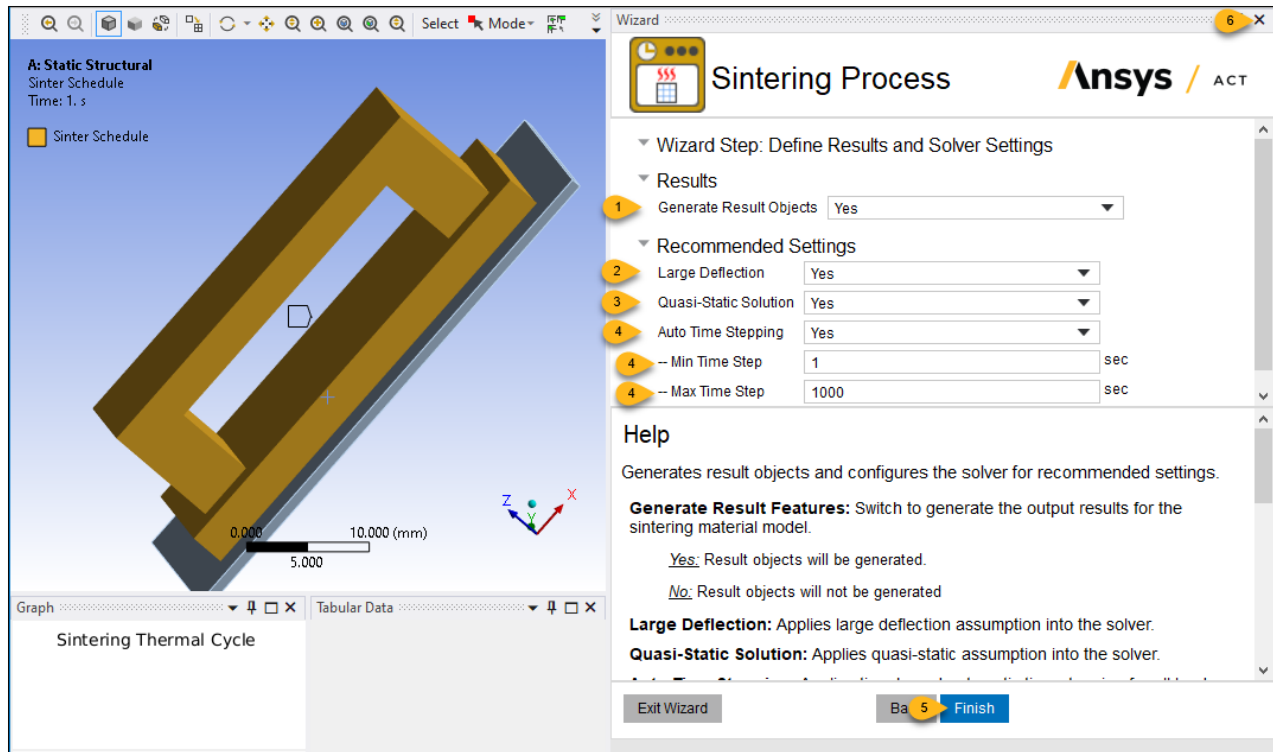 Select Mode
A: Static Structural
Sinter Schedule
Time: 1. s
Sinter Schedule
Z
X
Y
0.000
10.000 (mm)
5.000
Graph
Tabular Data
Sintering Thermal Cycle
Wizard
6
Sintering Process
Ansys / ACT
Wizard Step: Define Results and Solver Settings
Results
1 Generate Result Objects Yes
Recommended Settings
2 Large Deflection Yes
3 Quasi-Static Solution Yes
4 Auto Time Stepping Yes
4 -- Min Time Step 1 sec
4 -- Max Time Step 1000 sec
Help
Generates result objects and configures the solver for recommended settings.
Generate Result Features: Switch to generate the output results for the
sintering material model.
Yes: Result objects will be generated.
No: Result objects will not be generated
Large Deflection: Applies large deflection assumption into the solver.
Quasi-Static Solution: Applies quasi-static assumption into the solver.
Exit Wizard
Ba 5 Finish